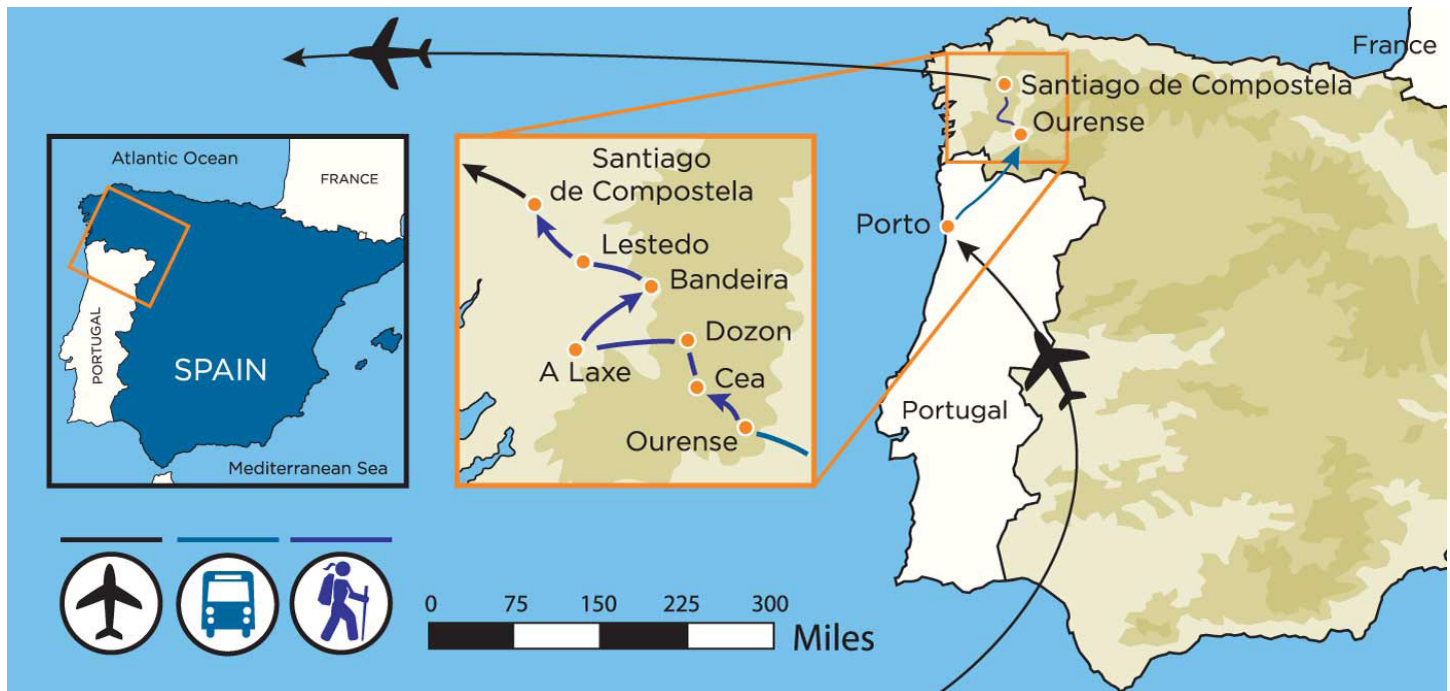 France
Santiago de Compostela
Ourense
Porto
Portugal
Atlantic Ocean
FRANCE
PORTUGAL
SPAIN
Mediterranean Sea
Santiago
de Compostela
Lestedo
Bandeira
Dozon
A Laxe
Cea
Ourense
0 75 150 225 300
Miles